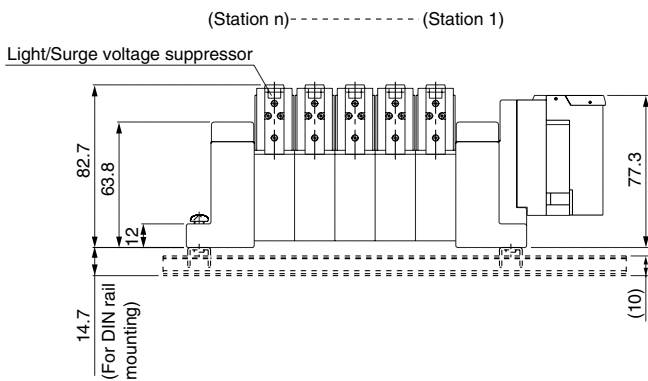 (Station n)
(Station 1)
Light/Surge voltage suppressor
82.7
63.8
12
77.3
14.7
(For DIN rail
mounting)
(10)